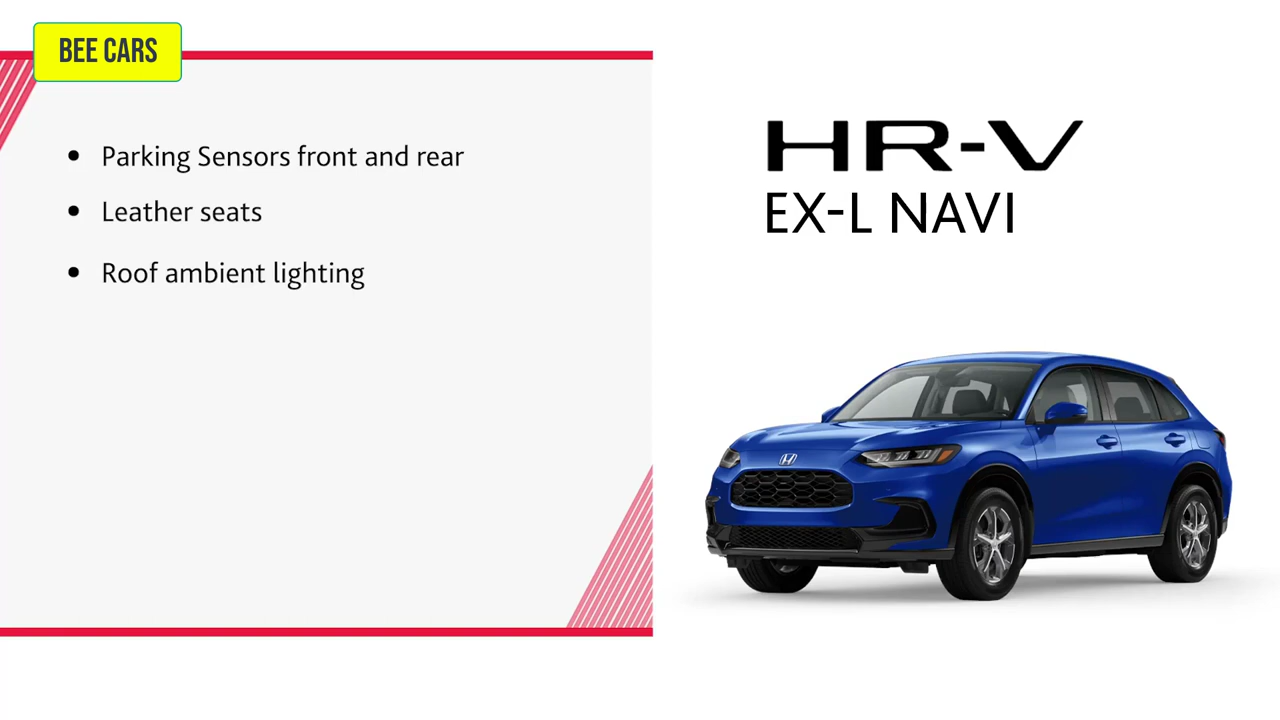 BEE CARS
Parking Sensors front and rear
Leather seats
Roof ambient lighting
HR-V
EX-L NAVI